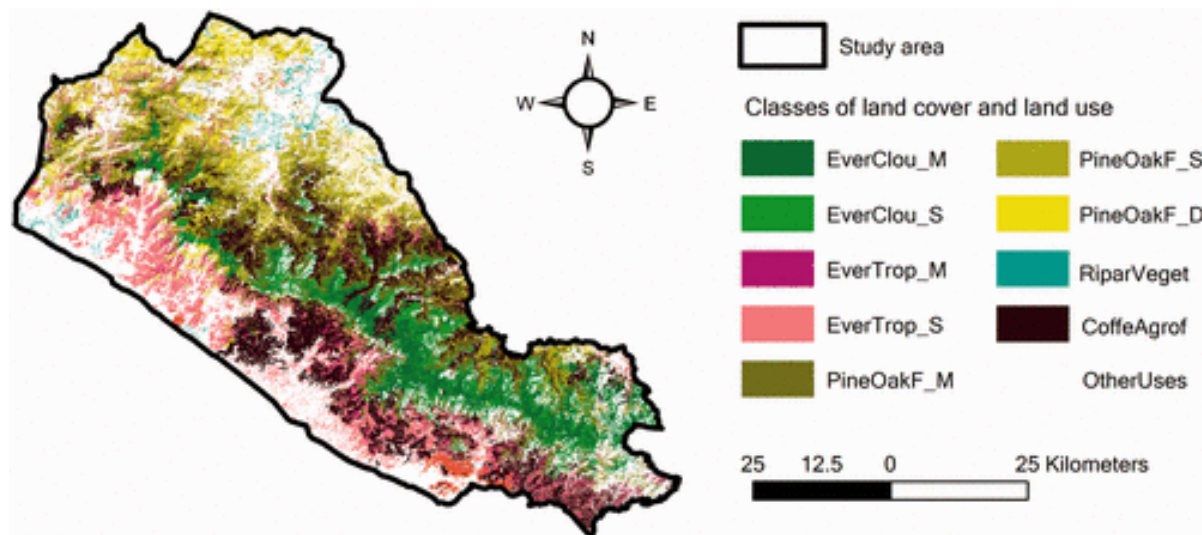 N
W E
S
Study area
Classes of land cover and land use
EverClou_M
EverClou_S
EverTrop_M
EverTrop_S
PineOakF_M
PineOakF_S
PineOakF_D
RiparVeget
CoffeAgrof
OtherUses
25 12.5 0 25 Kilometers